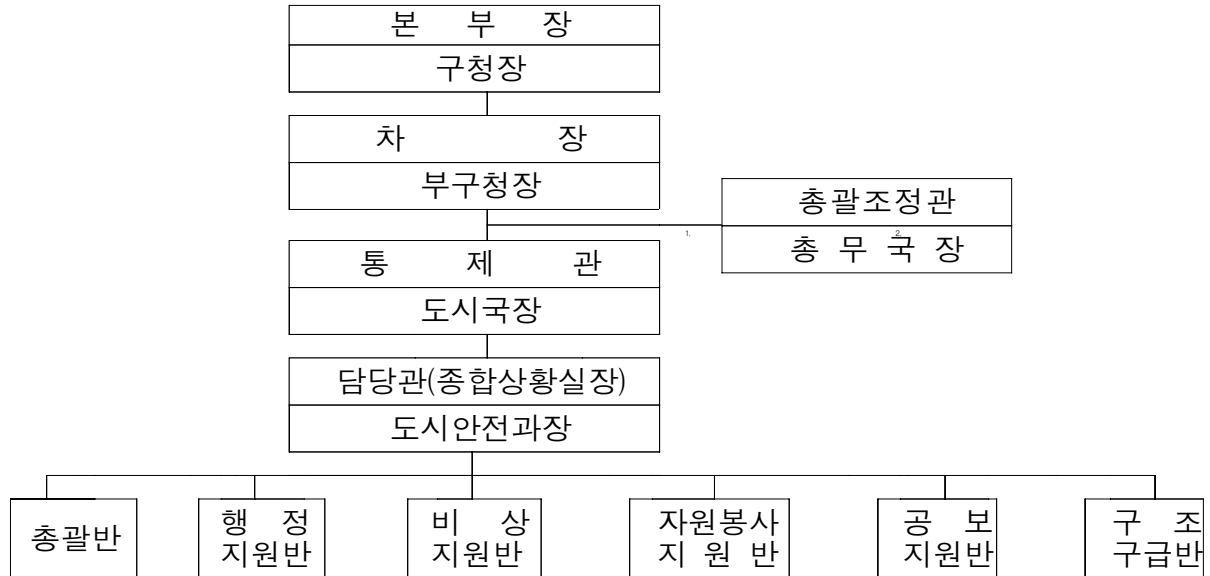 본 부 장
구청장
차 장
부구청장
총괄조정관
1.
2.
총 무 국 장
통 제 관
도시국장
담당관(종합상황실장)
도시안전과장
총괄반
행 정
지원반
비 상
지원반
자원봉사
지 원 반
공 보
지원반
구 조
구급반